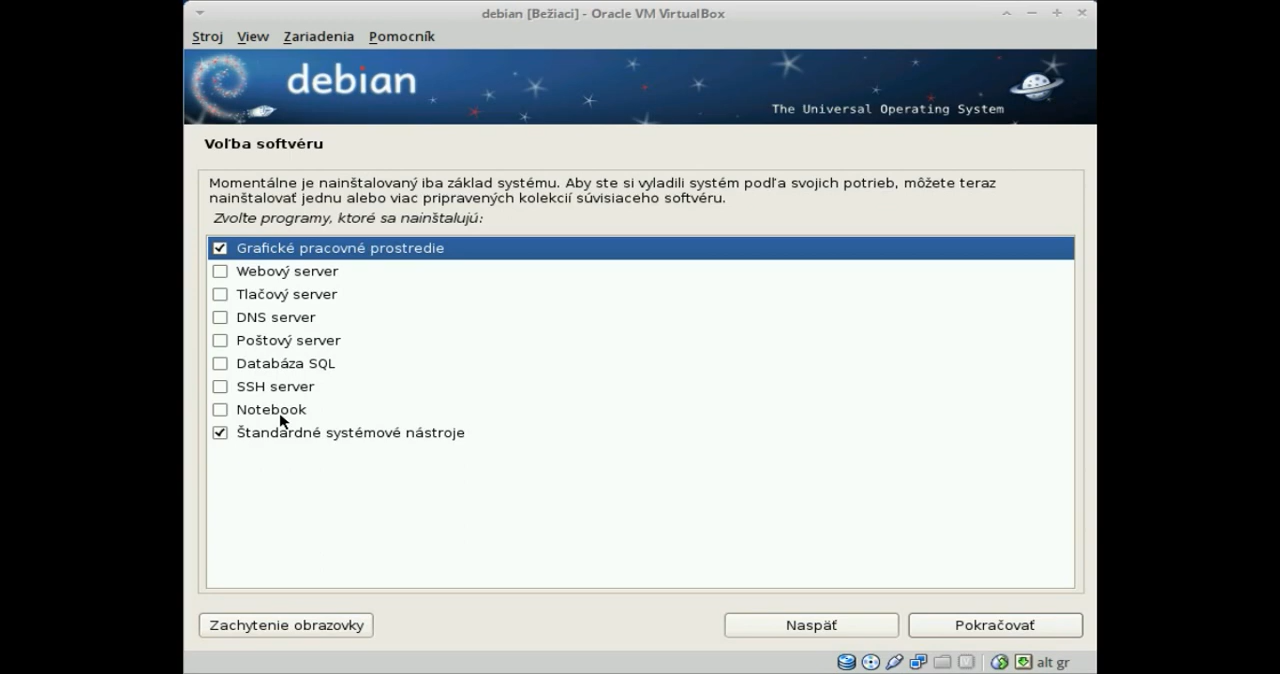 debian [Bežiaci] - Oracle VM VirtualBox
Stroj View Zariadenia Pomocník
debian
The Universal Operating System
Voľba softvéru
Momentálne je nainštalovaný iba základ systému. Aby ste si vyladili systém podľa svojich potrieb, môžete teraz
nainštalovať jednu alebo viac pripravených kolekcií súvisiaceho softvéru.
Zvoľte programy, ktoré sa nainštalujú:
Grafické pracovné prostredie
Webový server
Tlačový server
DNS server
Poštový server
Databáza SQL
SSH server
Notebook
Štandardné systémové nástroje
Zachytenie obrazovky Naspäť Pokračovať
alt gr